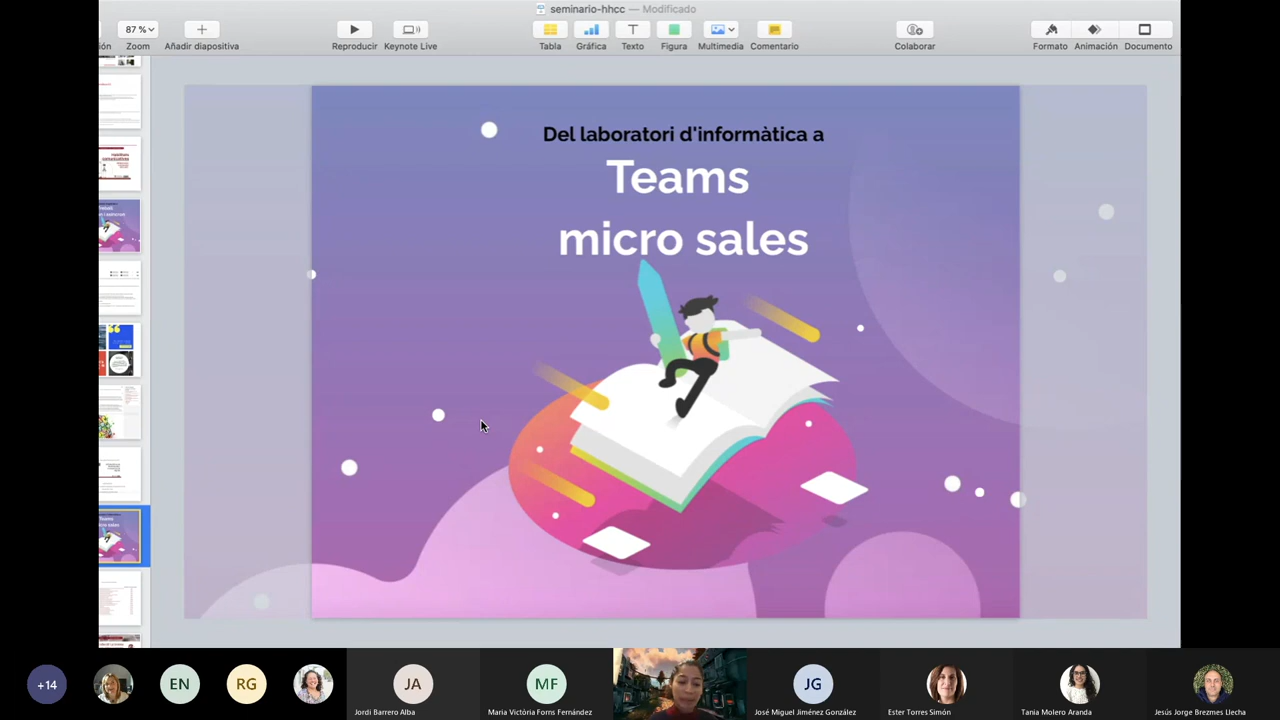 seminario-hhcc — Modificado
87 %
Zoom
Añadir diapositiva
Reproducir
Keynote Live
Tabla
Gráfica
Texto
Figura
Multimedia
Comentario
Colaborar
Formato
Animación
Documento
Del laboratori d'informàtica a
Teams
micro sales
+14
EN
RG
JA
MF
JG
Jordi Barrero Alba
Maria Victòria Forns Fernández
José Miguel Jiménez González
Ester Torres Simón
Tania Molero Aranda
Jesús Jorge Brezmes Llecha